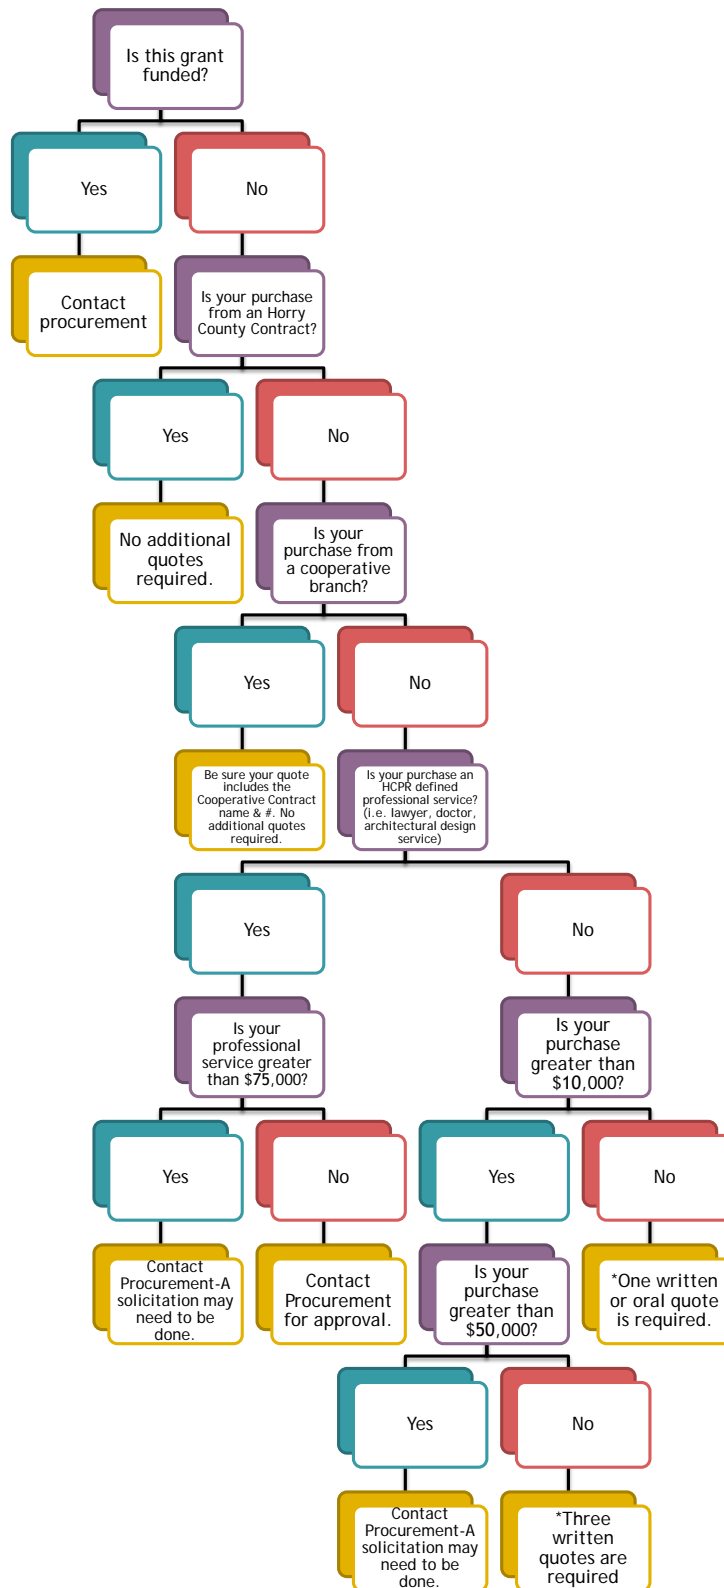 Is this grant
funded?
Yes
No
Contact
procurement
Is your purchase
from an Horry
County Contract?
Yes
No
No additional
quotes
required.
Is your
purchase from
a cooperative
branch?
Yes
No
Be sure your quote
includes the
Cooperative Contract
name & #. No
additional quotes
required.
Is your purchase an
HCPR defined
professional service?
(i.e. lawyer, doctor,
architectural design
service)
Yes
No
Is your
professional
service greater
than $75,000?
Is your
purchase
greater than
$10,000?
Yes
No
Yes
No
Contact
Procurement-A
solicitation may
need to be
done.
Contact
Procurement
for approval.
Is your
purchase
greater than
$50,000?
*One written
or oral quote
is required.
Yes
No
Contact
Procurement-A
solicitation may
need to be
done.
*Three
written
quotes are
required